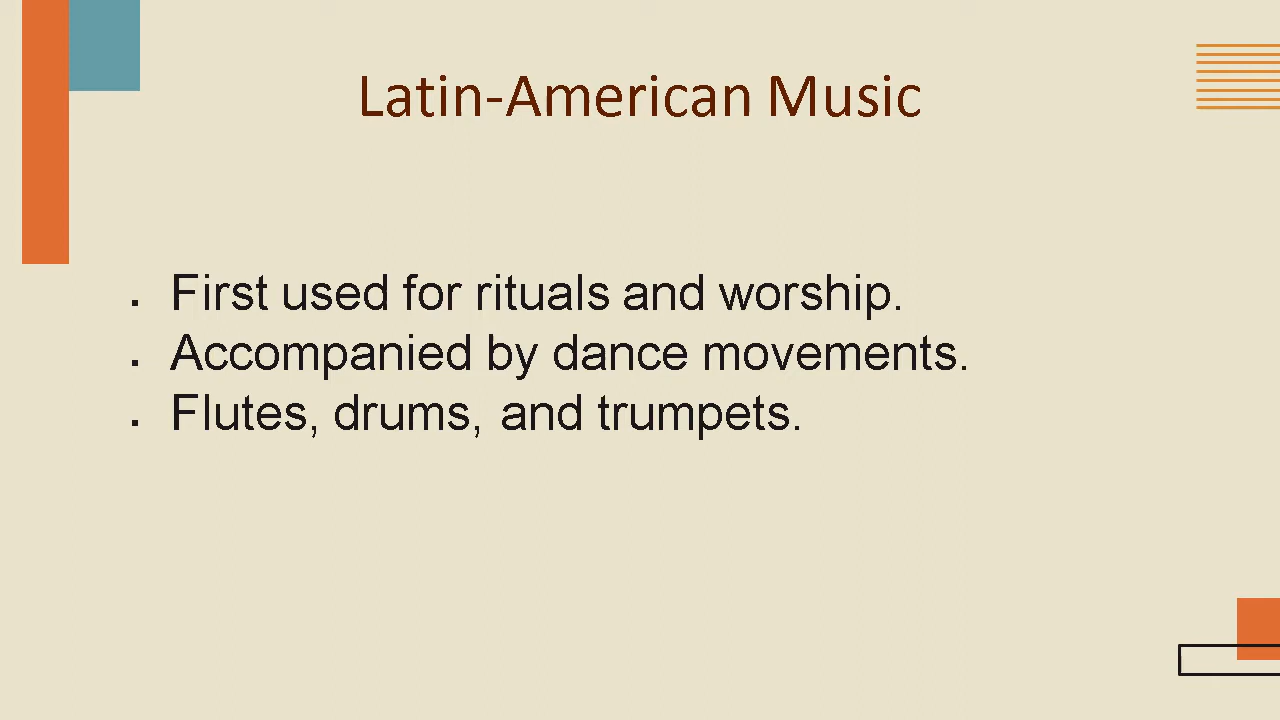 Latin-American Music
▪ First used for rituals and worship.
▪ Accompanied by dance movements.
▪ Flutes, drums, and trumpets.